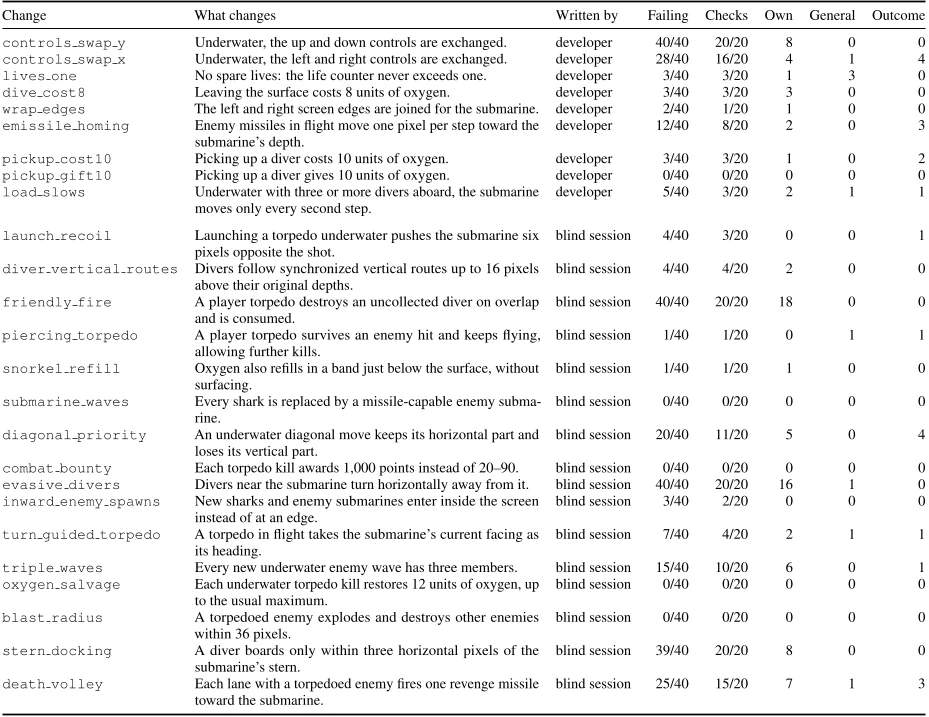 Change What changes Written by Failing Checks Own General Outcome
controls_swap_y Underwater, the up and down controls are exchanged. developer 40/40 20/20 8 0 0
controls_swap_x Underwater, the left and right controls are exchanged. developer 28/40 16/20 4 1 4
lives_one No spare lives: the life counter never exceeds one. developer 3/40 3/20 1 3 0
dive_cost8 Leaving the surface costs 8 units of oxygen. developer 3/40 3/20 3 0 0
wrap_edges The left and right screen edges are joined for the submarine. developer 2/40 1/20 1 0 0
emissile_homing Enemy missiles in flight move one pixel per step toward the developer 12/40 8/20 2 0 3
submarine's depth.
pickup_cost10 Picking up a diver costs 10 units of oxygen. developer 3/40 3/20 1 0 2
pickup_gift10 Picking up a diver gives 10 units of oxygen. developer 0/40 0/20 0 0 0
load_slows Underwater with three or more divers aboard, the submarine developer 5/40 3/20 2 1 1
moves only every second step.
launch_recoil Launching a torpedo underwater pushes the submarine six blind session 4/40 3/20 0 0 1
pixels opposite the shot.
diver_vertical_routes Divers follow synchronized vertical routes up to 16 pixels blind session 4/40 4/20 2 0 0
above their original depths.
friendly_fire A player torpedo destroys an uncollected diver on overlap blind session 40/40 20/20 18 0 0
and is consumed.
piercing_torpedo A player torpedo survives an enemy hit and keeps flying, blind session 1/40 1/20 0 1 1
allowing further kills.
snorkel_refill Oxygen also refills in a band just below the surface, without blind session 1/40 1/20 1 0 0
surfacing.
submarine_waves Every shark is replaced by a missile-capable enemy subma- blind session 0/40 0/20 0 0 0
rine.
diagonal_priority An underwater diagonal move keeps its horizontal part and blind session 20/40 11/20 5 0 4
loses its vertical part.
combat_bounty Each torpedo kill awards 1,000 points instead of 20–90. blind session 0/40 0/20 0 0 0
evasive_divers Divers near the submarine turn horizontally away from it. blind session 40/40 20/20 16 1 0
inward_enemy_spawns New sharks and enemy submarines enter inside the screen blind session 3/40 2/20 0 0 0
instead of at an edge.
turn_guided_torpedo A torpedo in flight takes the submarine's current facing as blind session 7/40 4/20 2 1 1
its heading.
triple_waves Every new underwater enemy wave has three members. blind session 15/40 10/20 6 0 1
oxygen_salvage Each underwater torpedo kill restores 12 units of oxygen, up blind session 0/40 0/20 0 0 0
to the usual maximum.
blast_radius A torpedoed enemy explodes and destroys other enemies blind session 0/40 0/20 0 0 0
within 36 pixels.
stern_docking A diver boards only within three horizontal pixels of the blind session 39/40 20/20 8 0 0
submarine's stern.
death_volley Each lane with a torpedoed enemy fires one revenge missile blind session 25/40 15/20 7 1 3
toward the submarine.